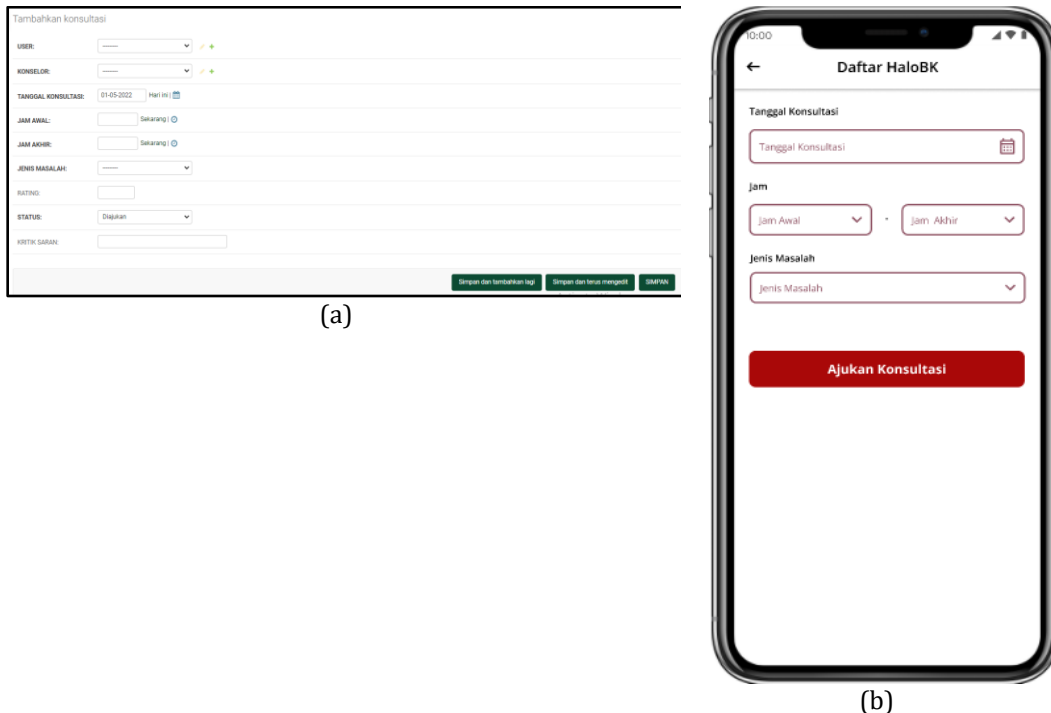 Tambahkan konsultasi
USER: -------
KONSELOR: -------
TANGGAL KONSULTASI: 01-05-2022 Hari ini |
JAM AWAL: Sekarang |
JAM AKHIR: Sekarang |
JENIS MASALAH: -------
RATING:
STATUS: Diajukan
KRITIK SARAN:
Simpan dan tambahkan lagi Simpan dan terus mengedit SIMPAN
(a)
10:00
Daftar HaloBK
Tanggal Konsultasi
Tanggal Konsultasi
Jam
Jam Awal - Jam Akhir
Jenis Masalah
Jenis Masalah
Ajukan Konsultasi
(b)